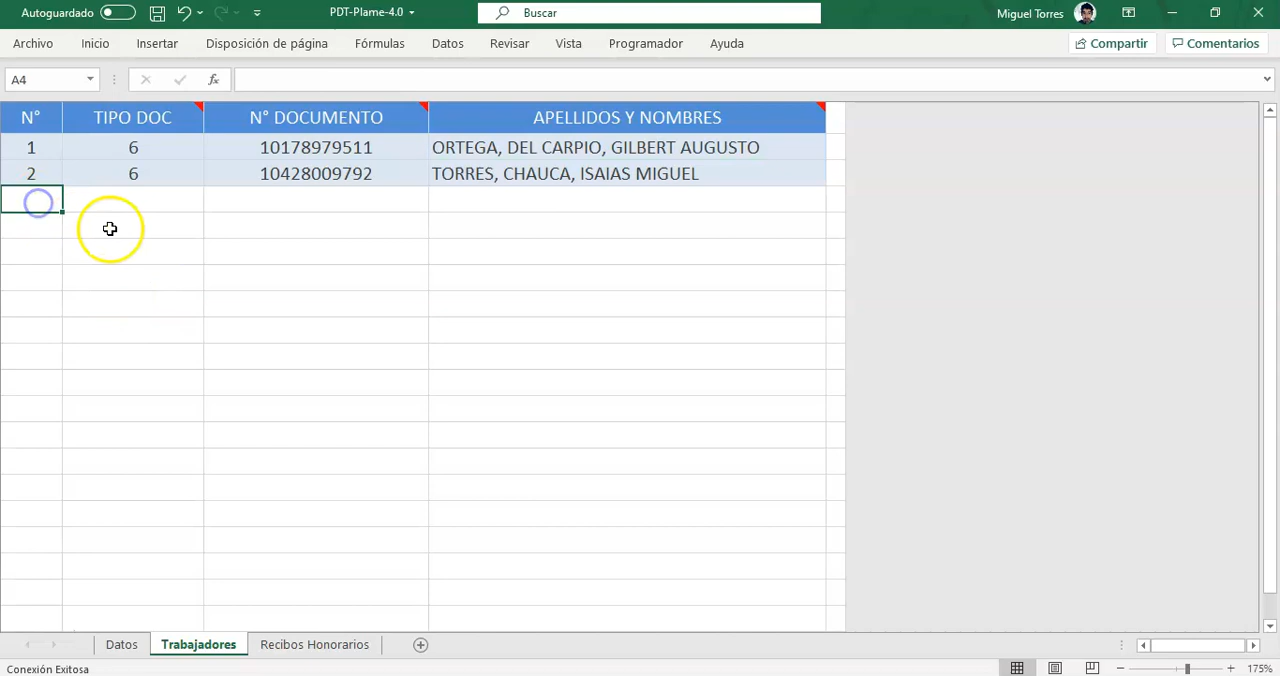 Autoguardado PDT-Plame-4.0 Buscar Miguel Torres
Archivo Inicio Insertar Disposición de página Fórmulas Datos Revisar Vista Programador Ayuda Compartir Comentarios
A4 fx
N° TIPO DOC N° DOCUMENTO APELLIDOS Y NOMBRES
1 6 10178979511 ORTEGA, DEL CARPIO, GILBERT AUGUSTO
2 6 10428009792 TORRES, CHAUCA, ISAIAS MIGUEL
Datos Trabajadores Recibos Honorarios
Conexión Exitosa 175%